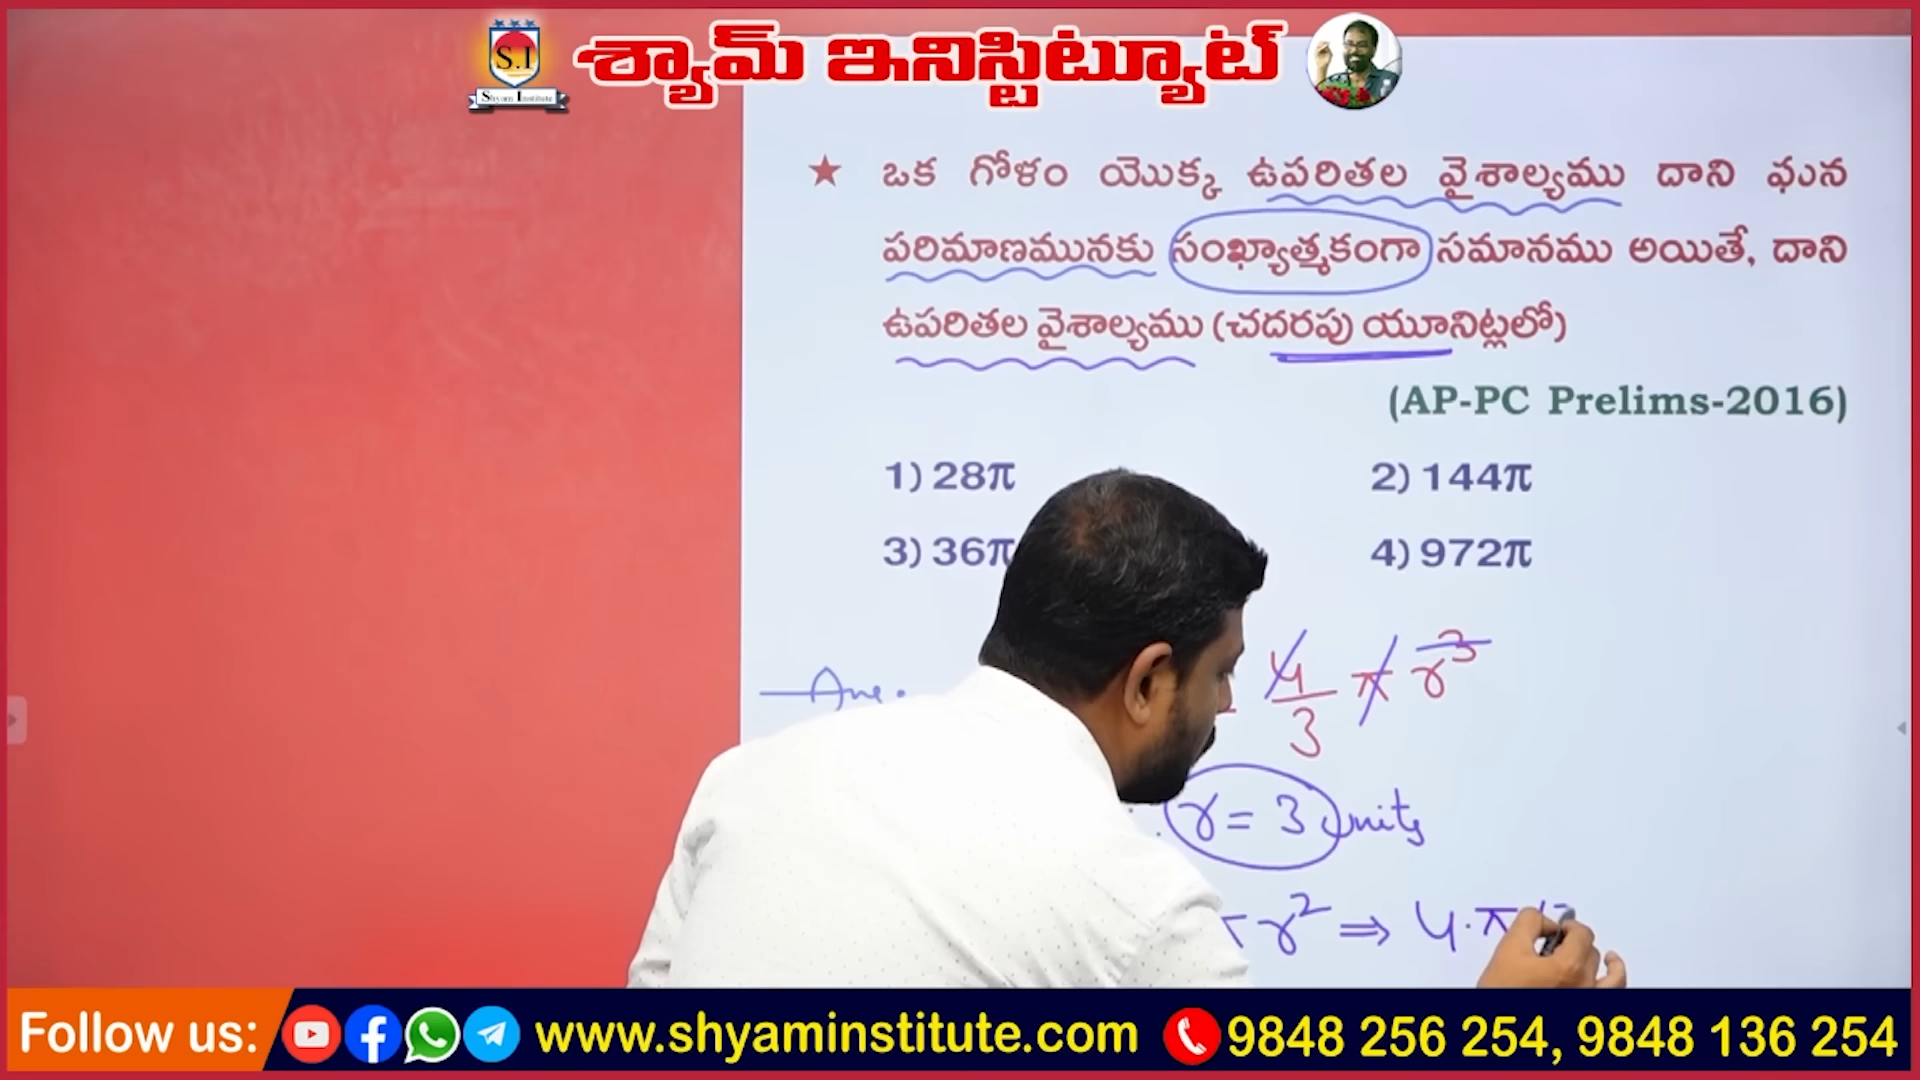 S.I
Shyam Institute
శ్యామ్ ఇనిస్టిట్యూట్
★ ఒక గోళం యొక్క ఉపరితల వైశాల్యము దాని ఘన
పరిమాణమునకు సంఖ్యాత్మకంగా సమానము అయితే, దాని
ఉపరితల వైశాల్యము (చదరపు యూనిట్లలో)
(AP-PC Prelims-2016)
1) 28π 2) 144π
3) 36π 4) 972π
Ans. 4/3 π r³
r = 3 Units
r² ⇒ 4.π
Follow us: www.shyaminstitute.com 9848 256 254, 9848 136 254